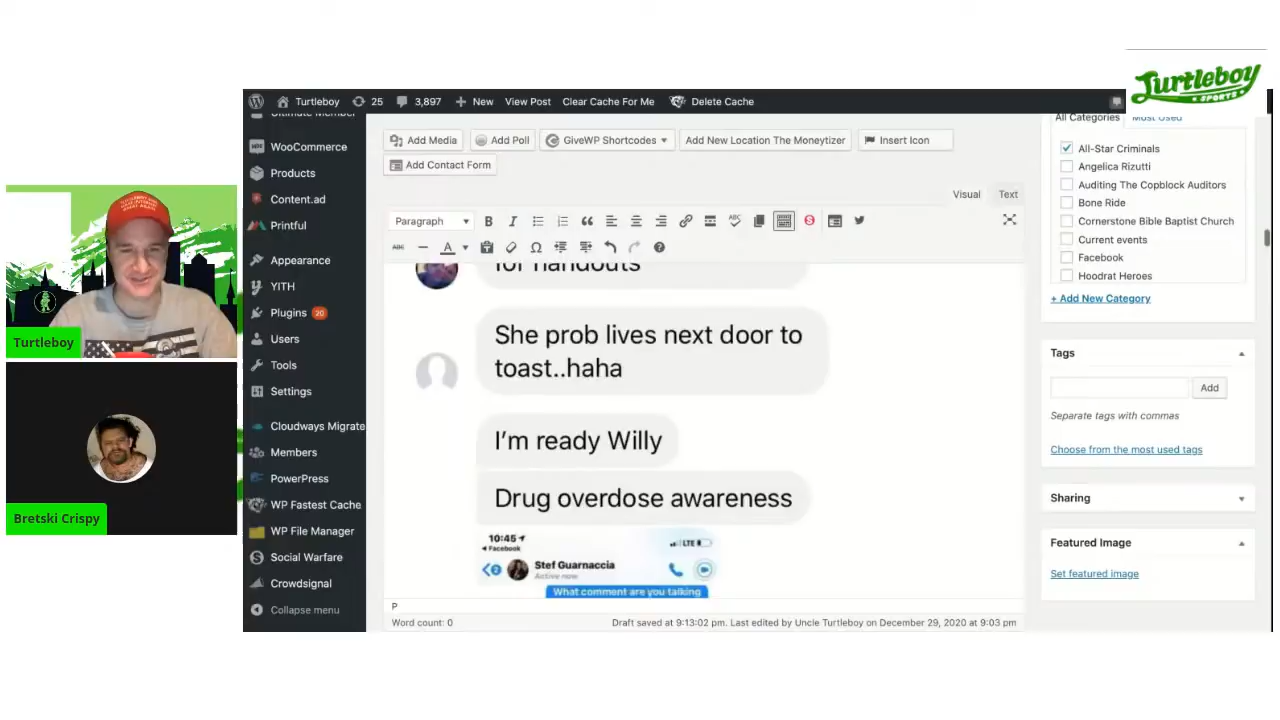 Turtleboy
SPORTS
Turtleboy
25
3,897
New
View Post
Clear Cache For Me
Delete Cache
Ultimate Member
WooCommerce
Products
Content.ad
Printful
Appearance
YITH
Plugins 20
Users
Tools
Settings
Cloudways Migrate
Members
PowerPress
WP Fastest Cache
WP File Manager
Social Warfare
Crowdsignal
Collapse menu
Add Media
Add Poll
GiveWP Shortcodes
Add New Location The Moneytizer
Insert Icon
Add Contact Form
Visual
Text
Paragraph
B
I
ABC
ABC
A
for handouts
She prob lives next door to
toast..haha
I'm ready Willy
Drug overdose awareness
10:45
LTE
Facebook
2
Stef Guarnaccia
Active now
What comment are you talking
P
Word count: 0
Draft saved at 9:13:02 pm. Last edited by Uncle Turtleboy on December 29, 2020 at 9:03 pm
All Categories
Most Used
All-Star Criminals
Angelica Rizutti
Auditing The Copblock Auditors
Bone Ride
Cornerstone Bible Baptist Church
Current events
Facebook
Hoodrat Heroes
+ Add New Category
Tags
Add
Separate tags with commas
Choose from the most used tags
Sharing
Featured Image
Set featured image
Turtleboy
Bretski Crispy